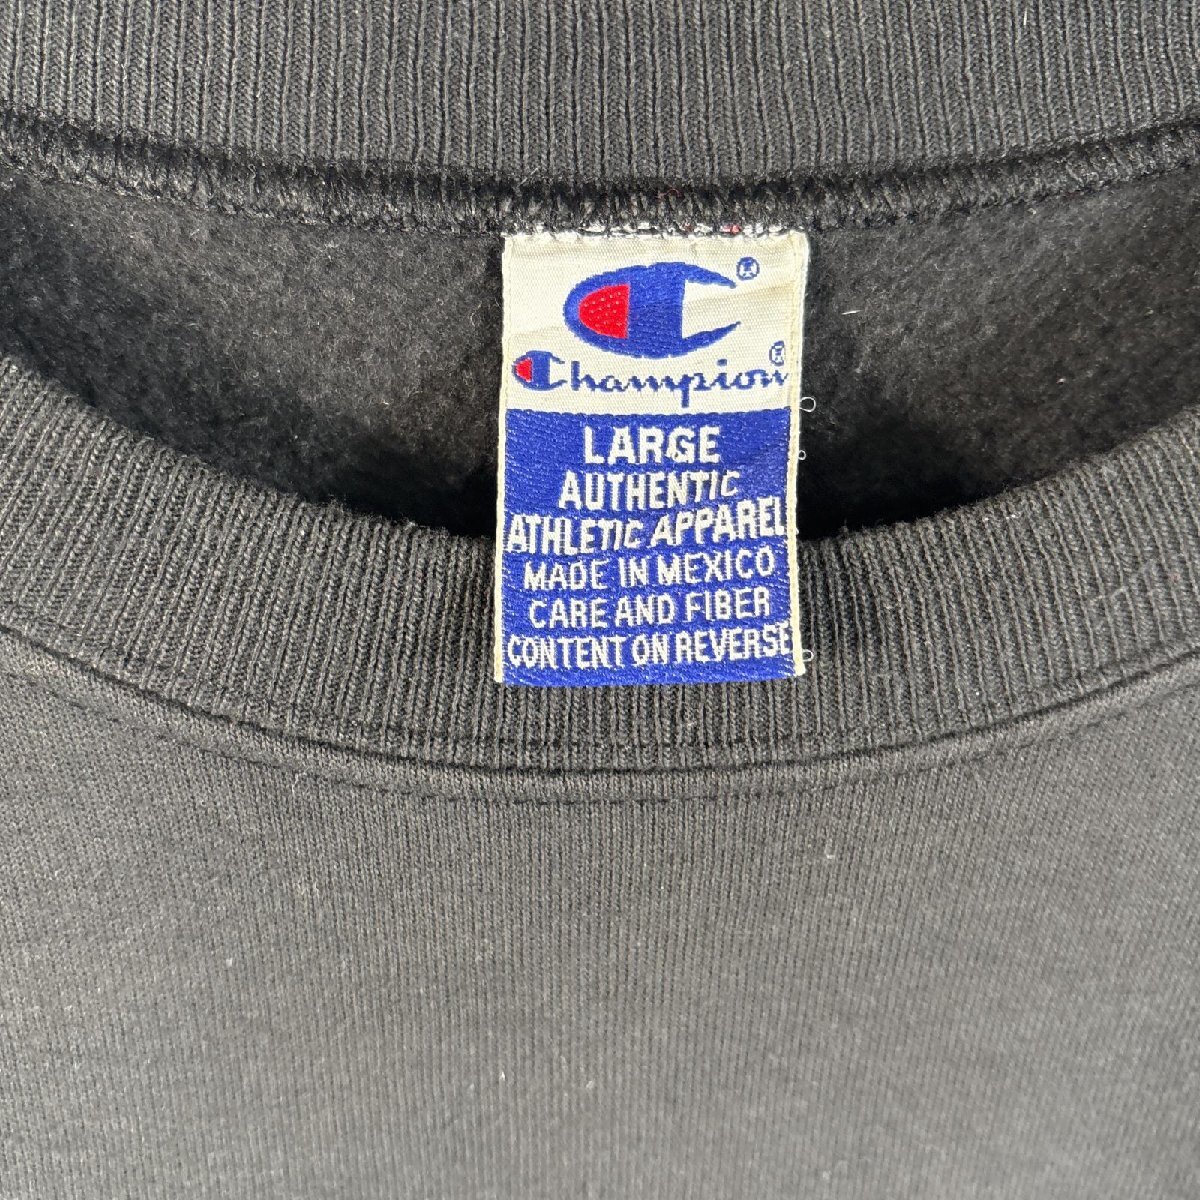 C®
Champion®
LARGE
AUTHENTIC
ATHLETIC APPAREL
MADE IN MEXICO
CARE AND FIBER
CONTENT ON REVERSE